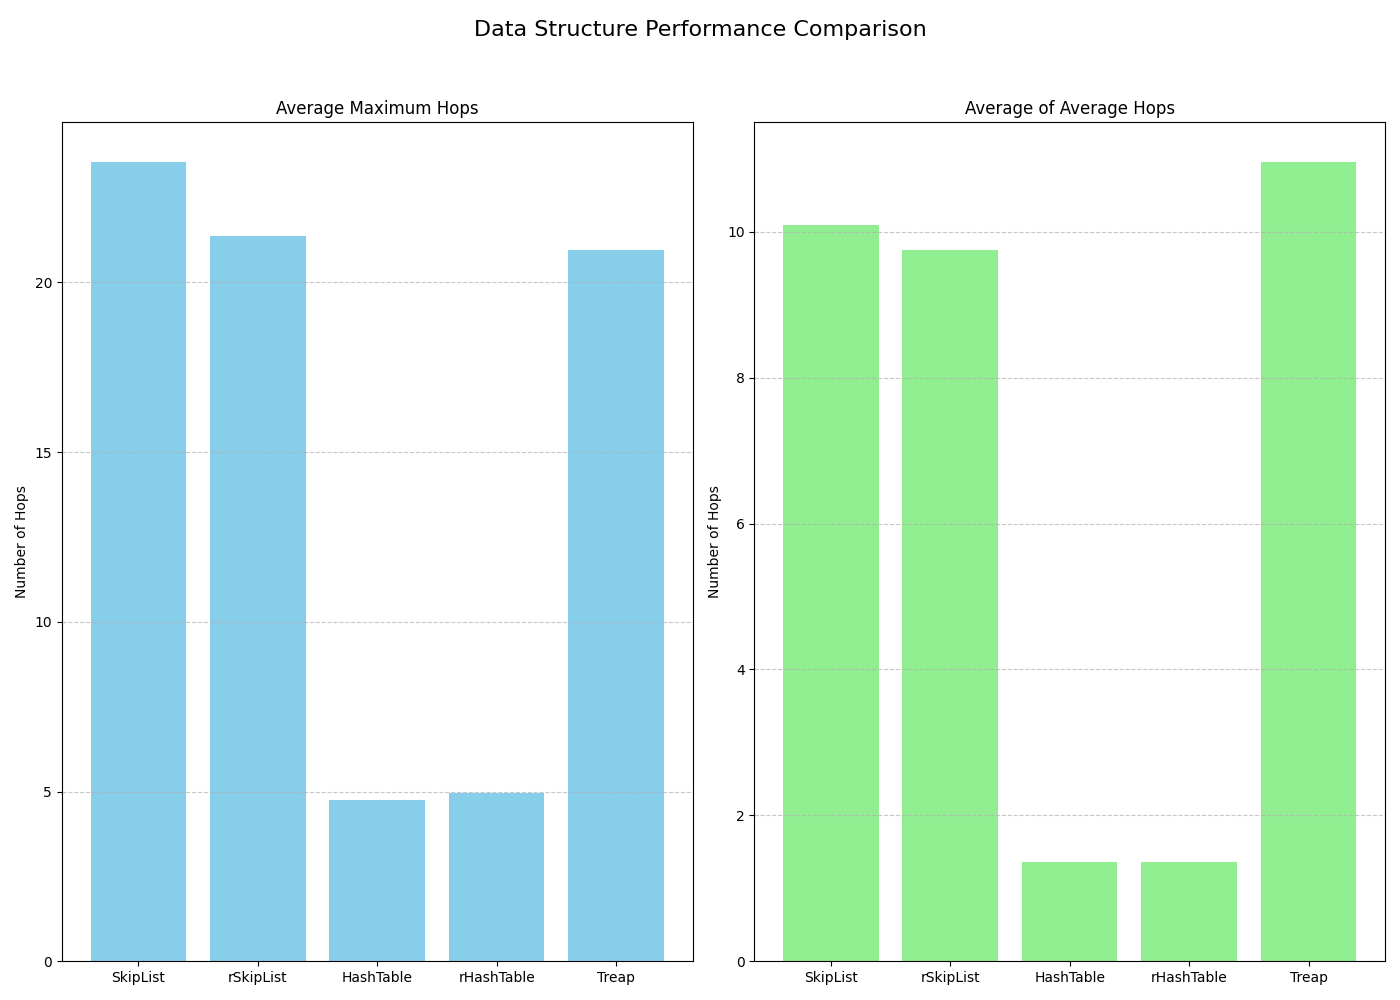 Data Structure Performance Comparison
Average Maximum Hops
Number of Hops
20
15
10
5
0
SkipList
rSkipList
HashTable
rHashTable
Treap
Average of Average Hops
Number of Hops
10
8
6
4
2
0
SkipList
rSkipList
HashTable
rHashTable
Treap